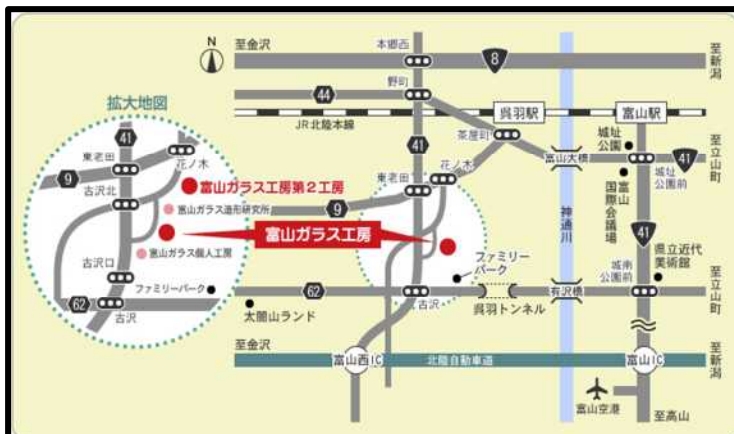 N
至金沢
本郷西
8
至新潟
野町
44
拡大地図
JR北陸本線
呉羽駅
富山駅
41
41
茶屋町
城址公園
富山大橋
41
至立山町
東老田
花ノ木
東老田
花ノ木
城址公園前
9
古沢北
富山ガラス工房第2工房
富山ガラス造形研究所
9
富山国際会議場
神通川
41
富山ガラス工房
富山ガラス個人工房
古沢口
ファミリーパーク
ファミリーパーク
城南公園前
県立近代美術館
62
古沢
62
太閤山ランド
古沢
呉羽トンネル
有沢橋
至立山町
至金沢
富山西IC
北陸自動車道
富山IC
至新潟
富山空港
至高山